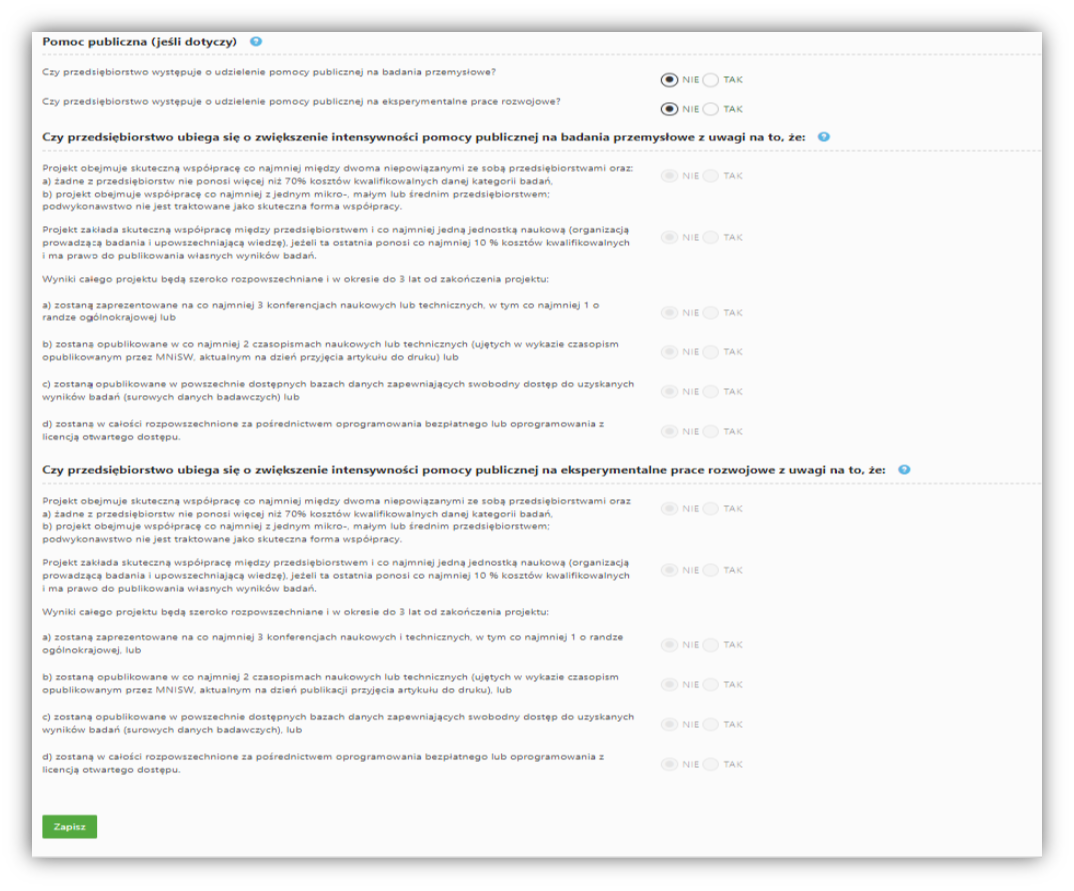 Pomoc publiczna (jeśli dotyczy) ?
Czy przedsiębiorstwo występuje o udzielenie pomocy publicznej na badania przemysłowe?
NIE TAK
Czy przedsiębiorstwo występuje o udzielenie pomocy publicznej na eksperymentalne prace rozwojowe?
NIE TAK
Czy przedsiębiorstwo ubiega się o zwiększenie intensywności pomocy publicznej na badania przemysłowe z uwagi na to, że: ?
Projekt obejmuje skuteczną współpracę co najmniej między dwoma niepowiązanymi ze sobą przedsiębiorstwami oraz:
a) żadne z przedsiębiorstw nie ponosi więcej niż 70% kosztów kwalifikowalnych danej kategorii badań,
b) projekt obejmuje współpracę co najmniej z jednym mikro-, małym lub średnim przedsiębiorstwem;
podwykonawstwo nie jest traktowane jako skuteczna forma współpracy.
NIE TAK
Projekt zakłada skuteczną współpracę między przedsiębiorstwem i co najmniej jedną jednostką naukową (organizacją
prowadzącą badania i upowszechniającą wiedzę), jeżeli ta ostatnia ponosi co najmniej 10 % kosztów kwalifikowalnych
i ma prawo do publikowania własnych wyników badań.
NIE TAK
Wyniki całego projektu będą szeroko rozpowszechniane i w okresie do 3 lat od zakończenia projektu:
a) zostaną zaprezentowane na co najmniej 3 konferencjach naukowych lub technicznych, w tym co najmniej 1 o
randze ogólnokrajowej lub
NIE TAK
b) zostaną opublikowane w co najmniej 2 czasopismach naukowych lub technicznych (ujętych w wykazie czasopism
opublikowanym przez MNiSW, aktualnym na dzień przyjęcia artykułu do druku) lub
NIE TAK
c) zostaną opublikowane w powszechnie dostępnych bazach danych zapewniających swobodny dostęp do uzyskanych
wyników badań (surowych danych badawczych) lub
NIE TAK
d) zostaną w całości rozpowszechnione za pośrednictwem oprogramowania bezpłatnego lub oprogramowania z
licencją otwartego dostępu.
NIE TAK
Czy przedsiębiorstwo ubiega się o zwiększenie intensywności pomocy publicznej na eksperymentalne prace rozwojowe z uwagi na to, że: ?
Projekt obejmuje skuteczną współpracę co najmniej między dwoma niepowiązanymi ze sobą przedsiębiorstwami oraz
a) żadne z przedsiębiorstw nie ponosi więcej niż 70% kosztów kwalifikowalnych danej kategorii badań,
b) projekt obejmuje współpracę co najmniej z jednym mikro-, małym lub średnim przedsiębiorstwem;
podwykonawstwo nie jest traktowane jako skuteczna forma współpracy.
NIE TAK
Projekt zakłada skuteczną współpracę między przedsiębiorstwem i co najmniej jedną jednostką naukową (organizacją
prowadzącą badania i upowszechniającą wiedzę), jeżeli ta ostatnia ponosi co najmniej 10 % kosztów kwalifikowalnych
i ma prawo do publikowania własnych wyników badań.
NIE TAK
Wyniki całego projektu będą szeroko rozpowszechniane i w okresie do 3 lat od zakończenia projektu:
a) zostaną zaprezentowane na co najmniej 3 konferencjach naukowych i technicznych, w tym co najmniej 1 o randze
ogólnokrajowej, lub
NIE TAK
b) zostaną opublikowane w co najmniej 2 czasopismach naukowych lub technicznych (ujętych w wykazie czasopism
opublikowanym przez MNISW, aktualnym na dzień publikacji przyjęcia artykułu do druku), lub
NIE TAK
c) zostaną opublikowane w powszechnie dostępnych bazach danych zapewniających swobodny dostęp do uzyskanych
wyników badań (surowych danych badawczych), lub
NIE TAK
d) zostaną w całości rozpowszechnione za pośrednictwem oprogramowania bezpłatnego lub oprogramowania z
licencją otwartego dostępu.
NIE TAK
Zapisz